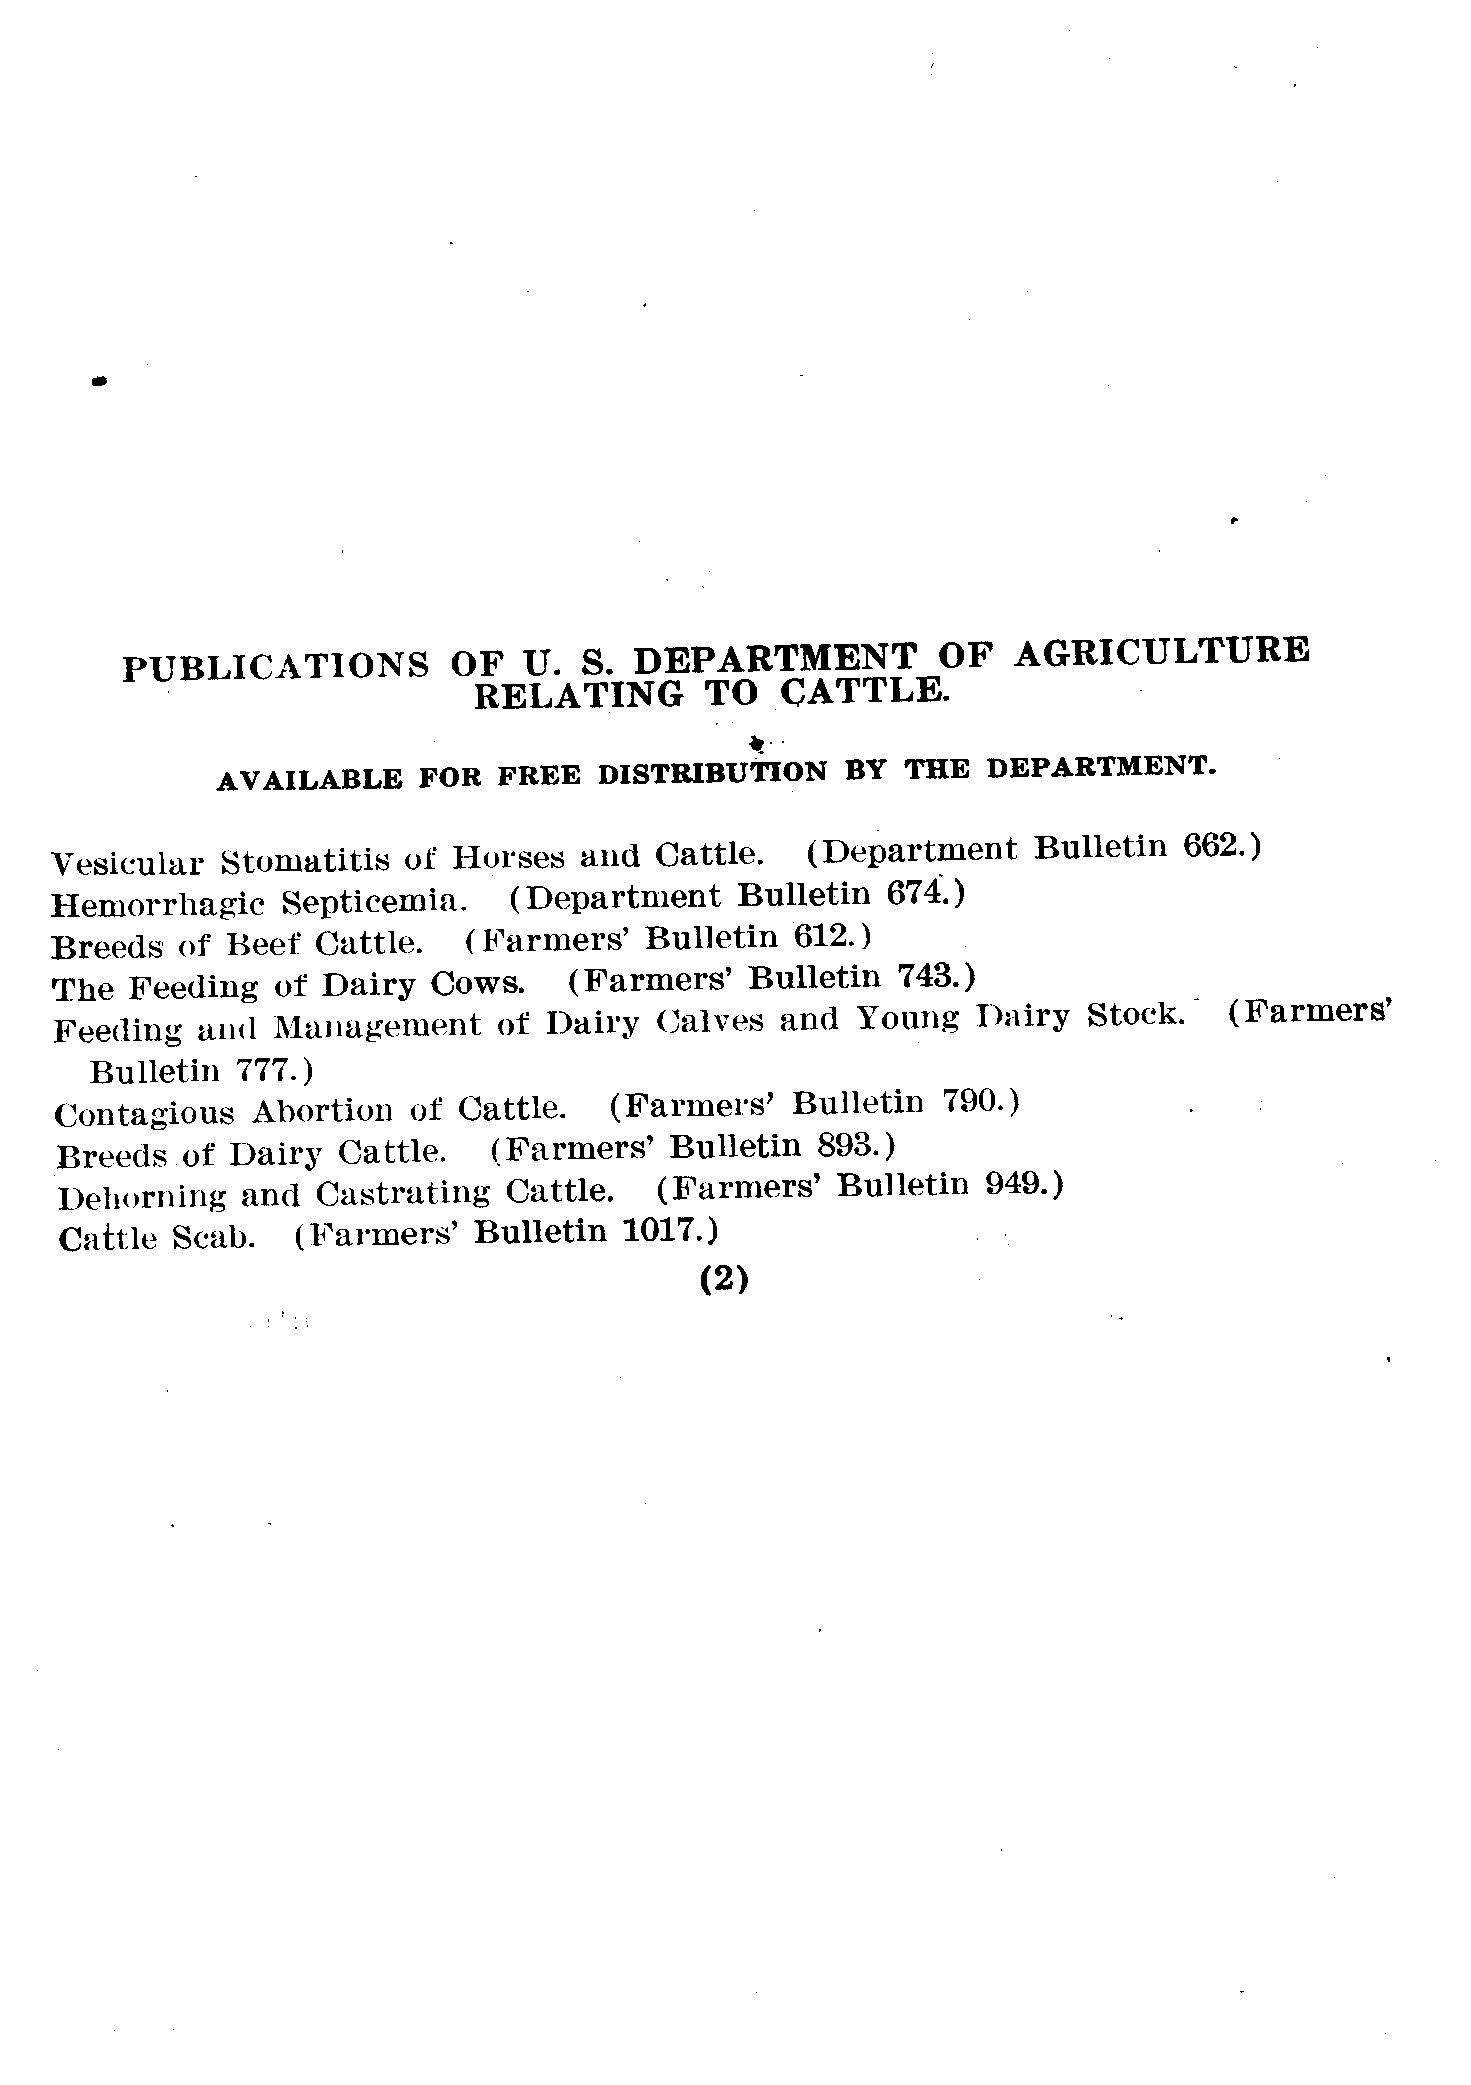 PUBLICATIONS OF U. S. DEPARTMENT OF AGRICULTURE
RELATING TO CATTLE.
AVAILABLE FOR FREE DISTRIBUTION BY THE DEPARTMENT.
Vesicular Stomatitis of Horses and Cattle. (Department Bulletin 662.)
Hemorrhagic Septicemia. (Department Bulletin 674.)
Breeds of Beef Cattle. (Farmers' Bulletin 612.)
The Feeding of Dairy Cows. (Farmers' Bulletin 743.)
Feeding and Management of Dairy Calves and Young Dairy Stock. (Farmers'
Bulletin 777.)
Contagious Abortion of Cattle. (Farmers' Bulletin 790.)
Breeds of Dairy Cattle. (Farmers' Bulletin 893.)
Dehorning and Castrating Cattle. (Farmers' Bulletin 949.)
Cattle Scab. (Farmers' Bulletin 1017.)
(2)